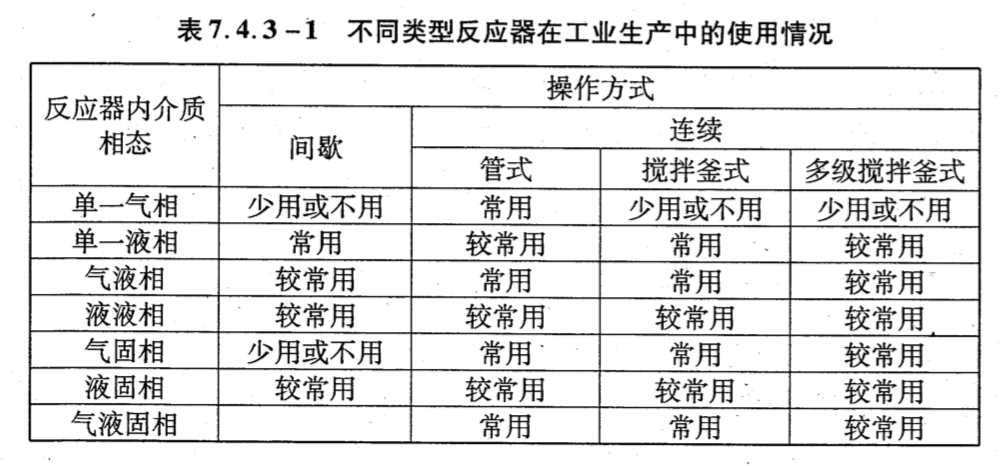 表7.4.3-1 不同类型反应器在工业生产中的使用情况
反应器内介质相态 操作方式
间歇 连续
管式 搅拌釜式 多级搅拌釜式
单一气相 少用或不用 常用 少用或不用 少用或不用
单一液相 常用 较常用 常用 较常用
气液相 较常用 常用 常用 较常用
液液相 较常用 较常用 较常用 较常用
气固相 少用或不用 常用 常用 较常用
液固相 较常用 较常用 较常用 较常用
气液固相 常用 常用 较常用